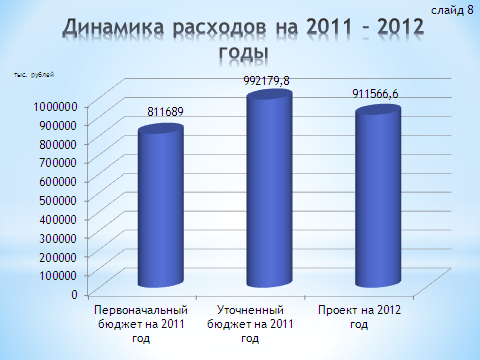 слайд 8
Динамика расходов на 2011 – 2012
годы
тыс. рублей
992179,8
911566,6
811689
1000000
900000
800000
700000
600000
500000
400000
300000
200000
100000
0
Первоначальный
бюджет на 2011
год
Уточненный
бюджет на 2011
год
Проект на 2012
год